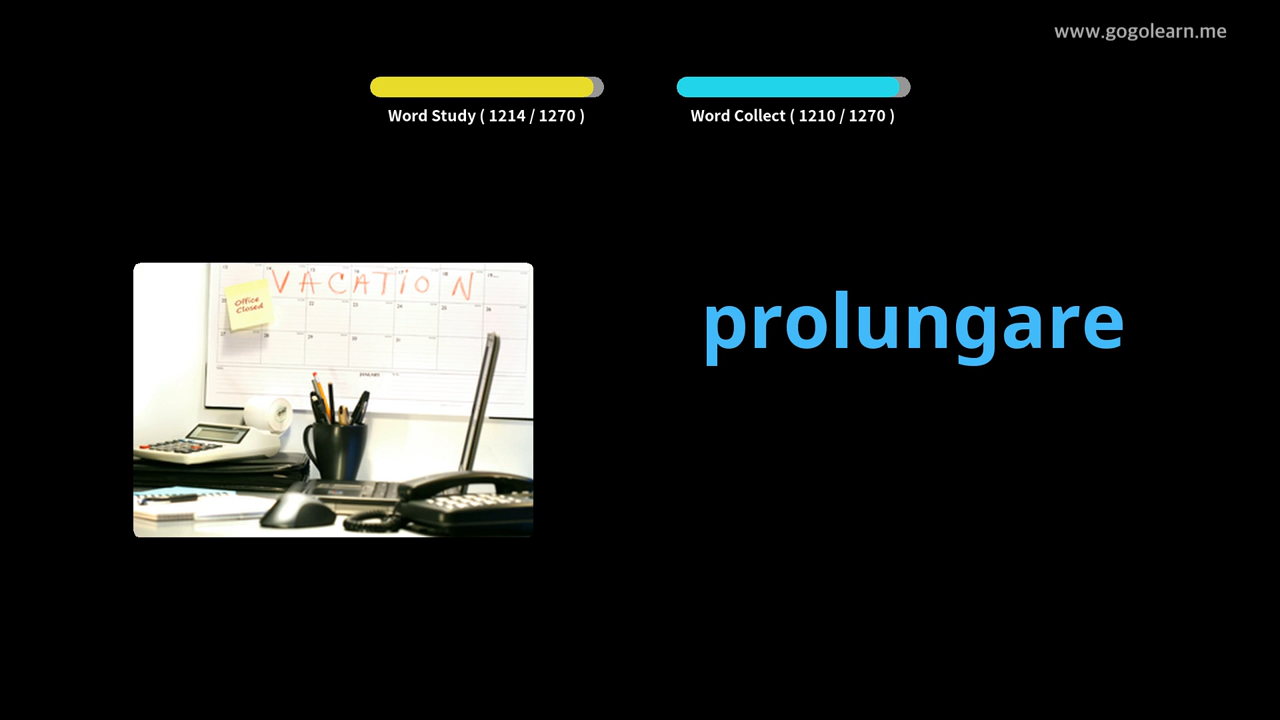 www.gogolearn.me
Word Study ( 1214 / 1270 )
Word Collect ( 1210 / 1270 )
prolungare
VACATION
Office
Closed